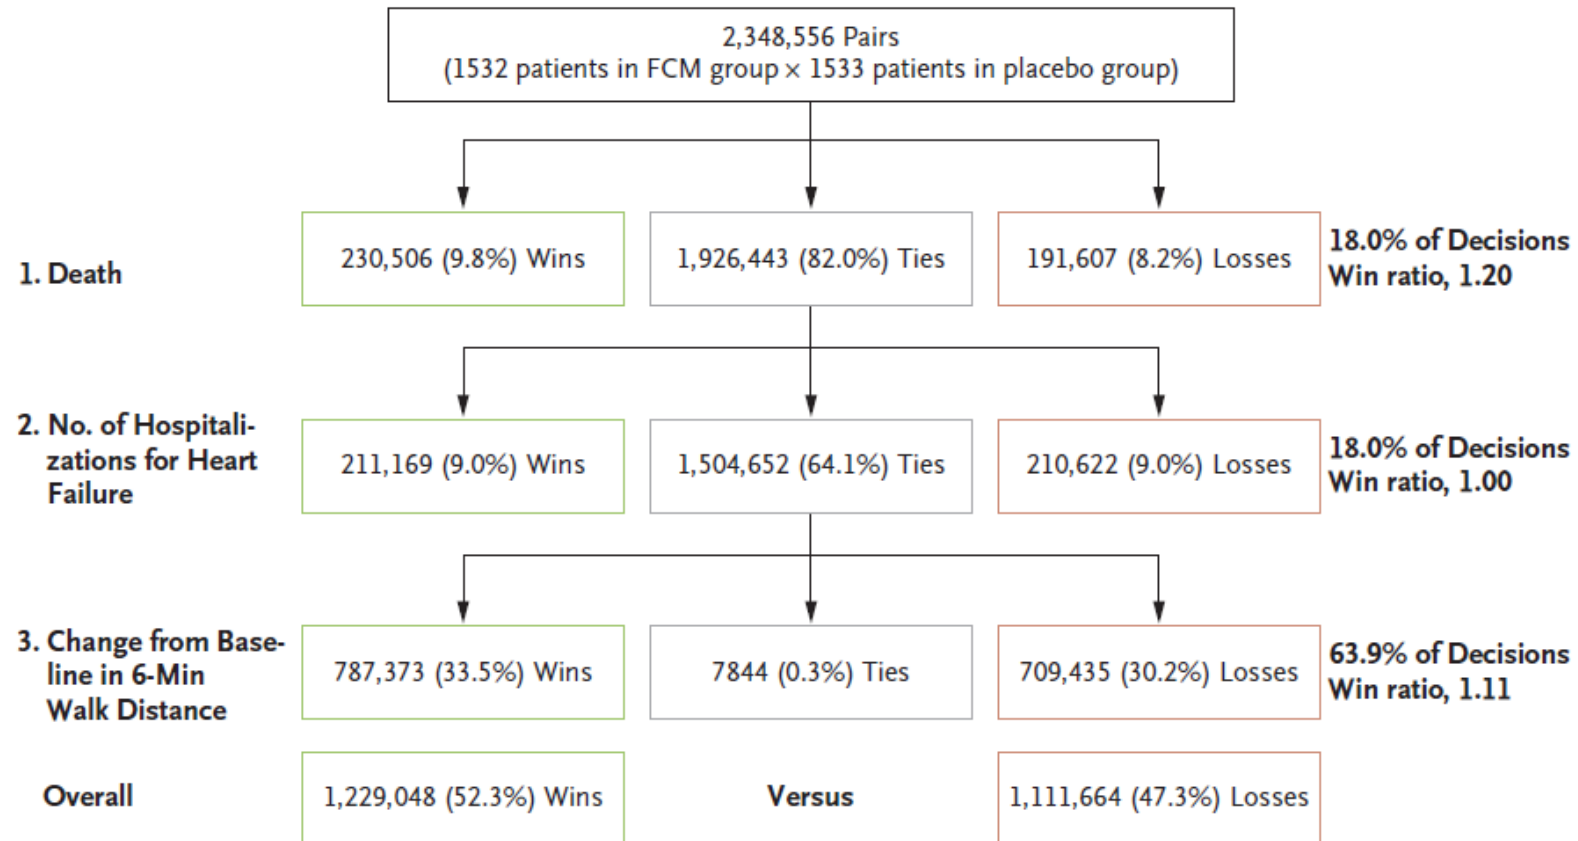 2,348,556 Pairs
(1532 patients in FCM group × 1533 patients in placebo group)
1. Death
230,506 (9.8%) Wins
1,926,443 (82.0%) Ties
191,607 (8.2%) Losses
18.0% of Decisions
Win ratio, 1.20
2. No. of Hospitali-
zations for Heart
Failure
211,169 (9.0%) Wins
1,504,652 (64.1%) Ties
210,622 (9.0%) Losses
18.0% of Decisions
Win ratio, 1.00
3. Change from Base-
line in 6-Min
Walk Distance
787,373 (33.5%) Wins
7844 (0.3%) Ties
709,435 (30.2%) Losses
63.9% of Decisions
Win ratio, 1.11
Overall
1,229,048 (52.3%) Wins
Versus
1,111,664 (47.3%) Losses